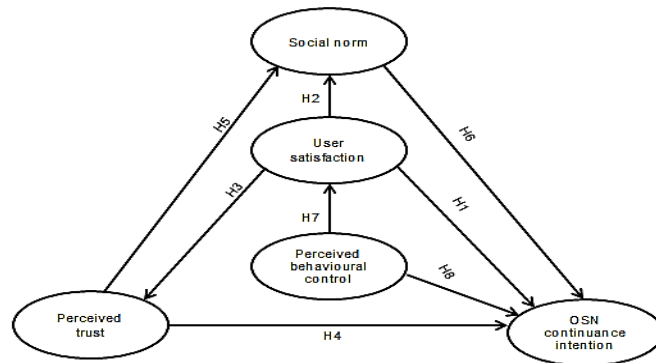 Social norm
H2
H5
H6
User
satisfaction
H3
H1
H7
Perceived
behavioural
control
H8
Perceived
trust
H4
OSN
continuance
intention